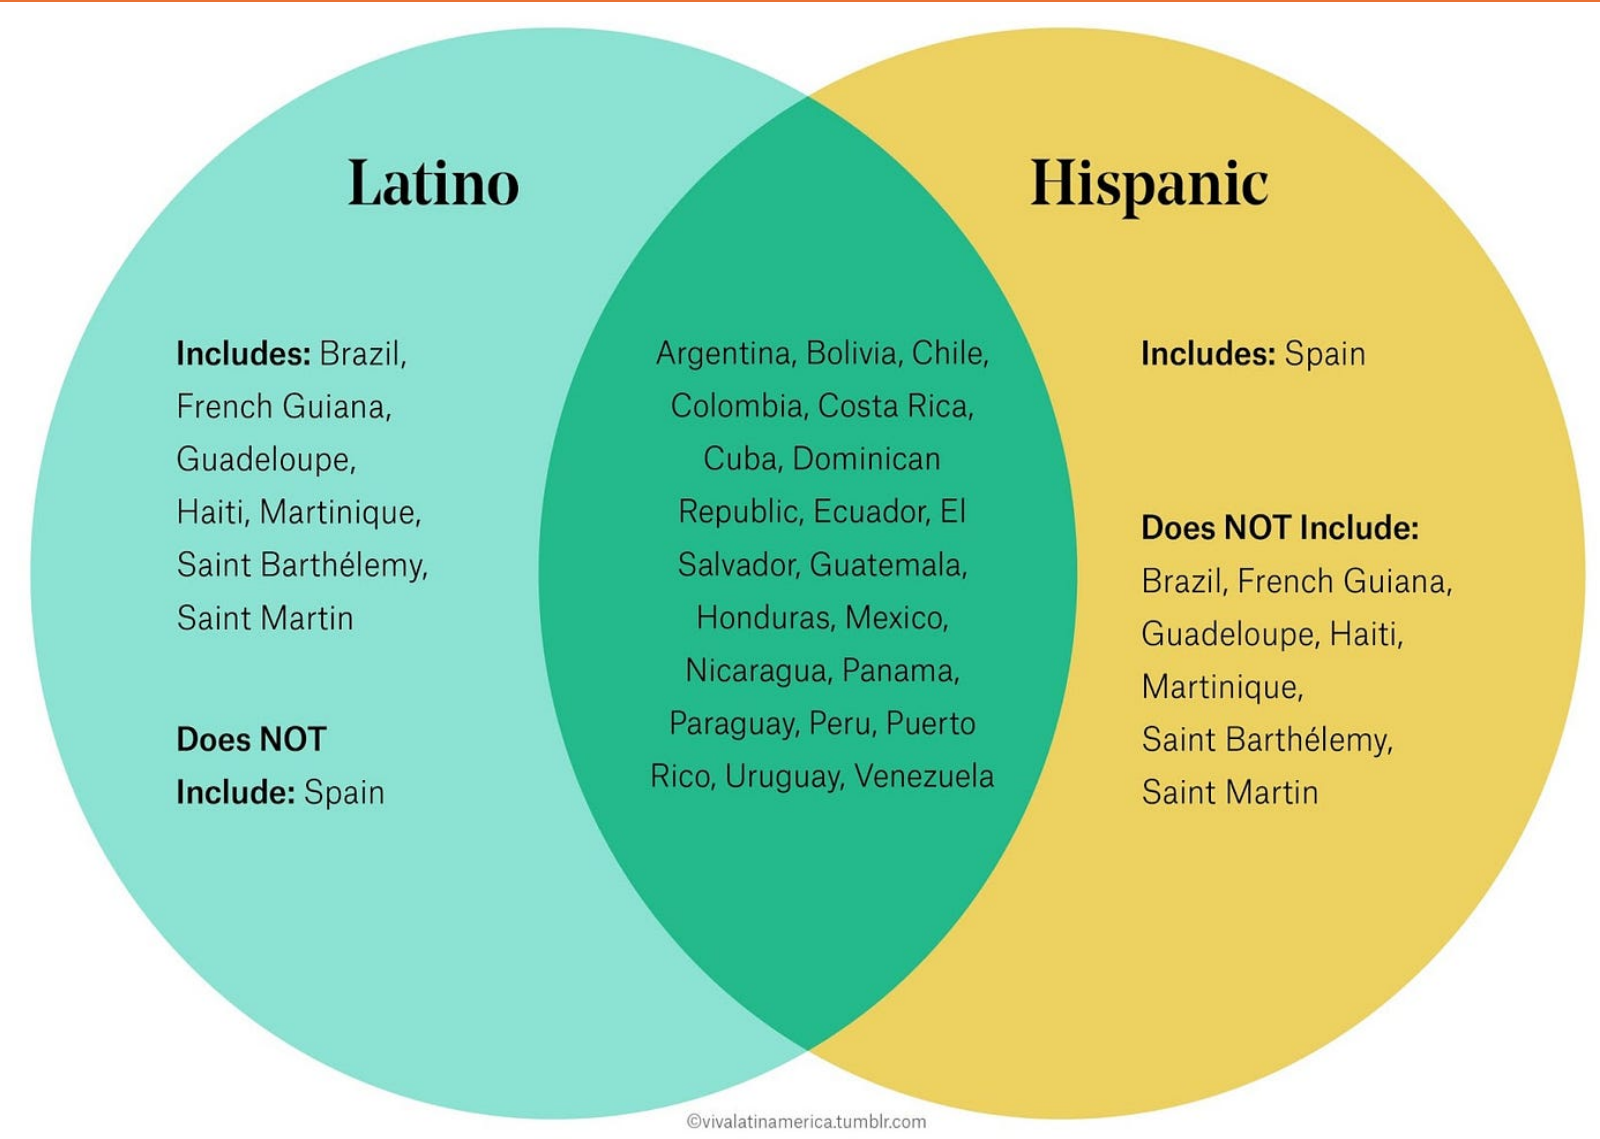 Latino
Includes: Brazil,
French Guiana,
Guadeloupe,
Haiti, Martinique,
Saint Barthélemy,
Saint Martin
Does NOT
Include: Spain
Argentina, Bolivia, Chile,
Colombia, Costa Rica,
Cuba, Dominican
Republic, Ecuador, El
Salvador, Guatemala,
Honduras, Mexico,
Nicaragua, Panama,
Paraguay, Peru, Puerto
Rico, Uruguay, Venezuela
Hispanic
Includes: Spain
Does NOT Include:
Brazil, French Guiana,
Guadeloupe, Haiti,
Martinique,
Saint Barthélemy,
Saint Martin
©vivalatinamerica.tumblr.com